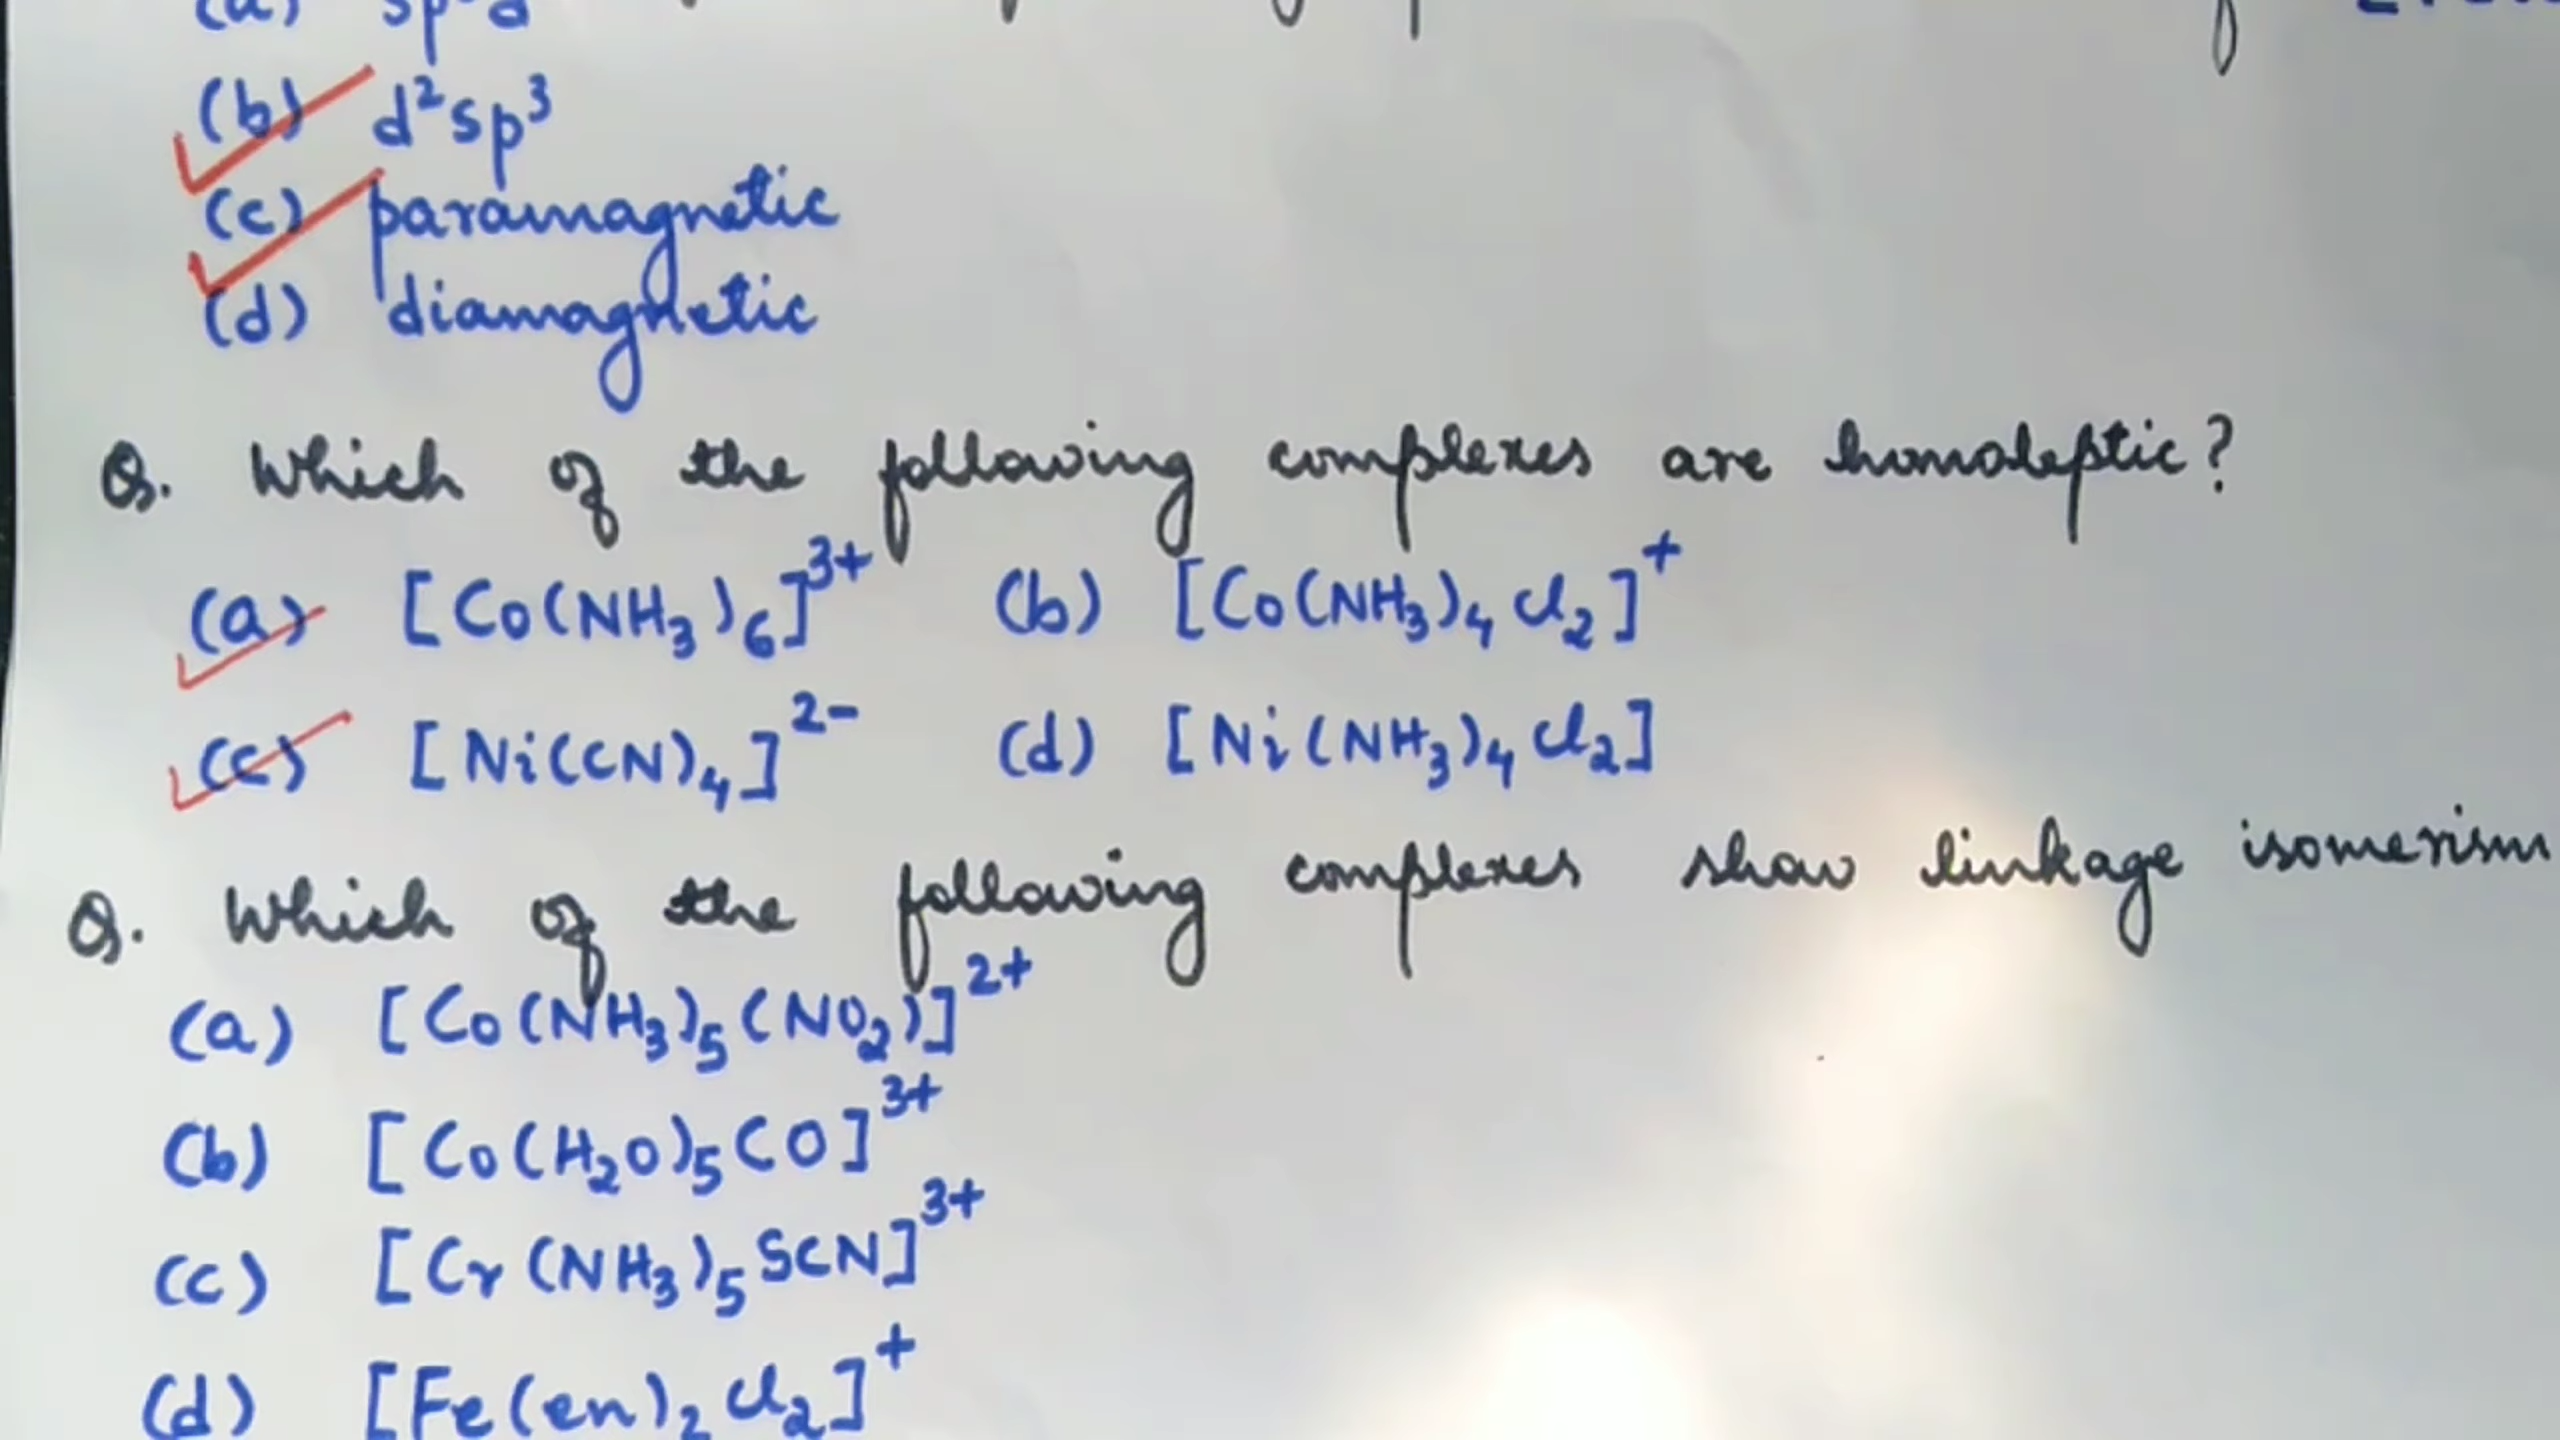 (b) d²sp³
(c) paramagnetic
(d) diamagnetic
Q. Which of the following complexes are homoleptic?
(a) [Co(NH₃)₆]³⁺ (b) [Co(NH₃)₄Cl₂]⁺
(c) [Ni(CN)₄]²⁻ (d) [Ni(NH₃)₄Cl₂]
Q. Which of the following complexes show linkage isomerism
(a) [Co(NH₃)₅(NO₂)]²⁺
(b) [Co(H₂O)₅CO]³⁺
(c) [Cr(NH₃)₅SCN]³⁺
(d) [Fe(en)₂Cl₂]⁺